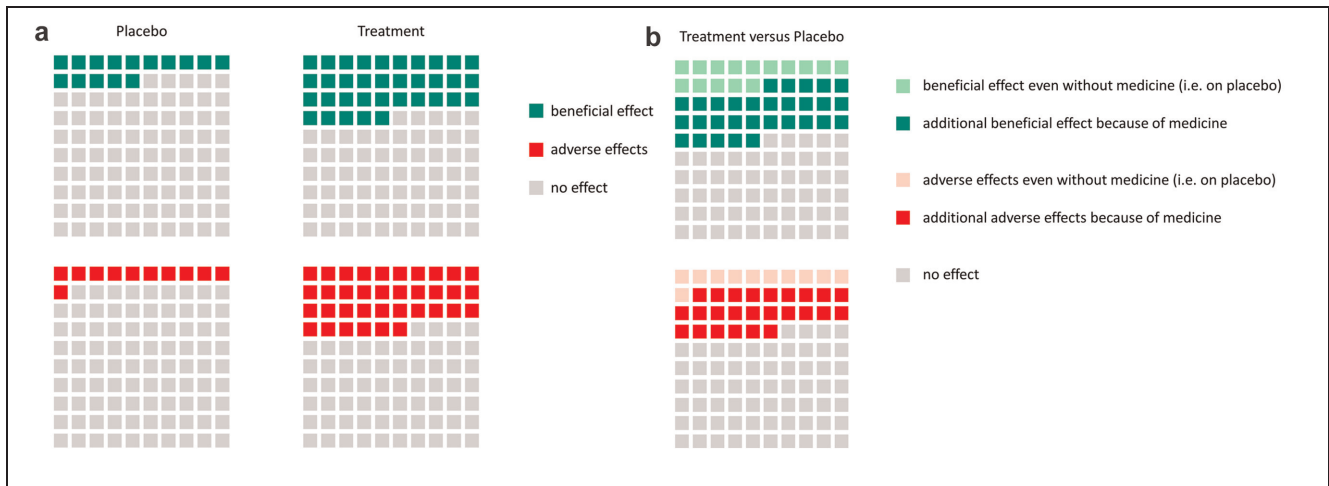 a
Placebo
Treatment
beneficial effect
adverse effects
no effect
b
Treatment versus Placebo
beneficial effect even without medicine (i.e. on placebo)
additional beneficial effect because of medicine
adverse effects even without medicine (i.e. on placebo)
additional adverse effects because of medicine
no effect